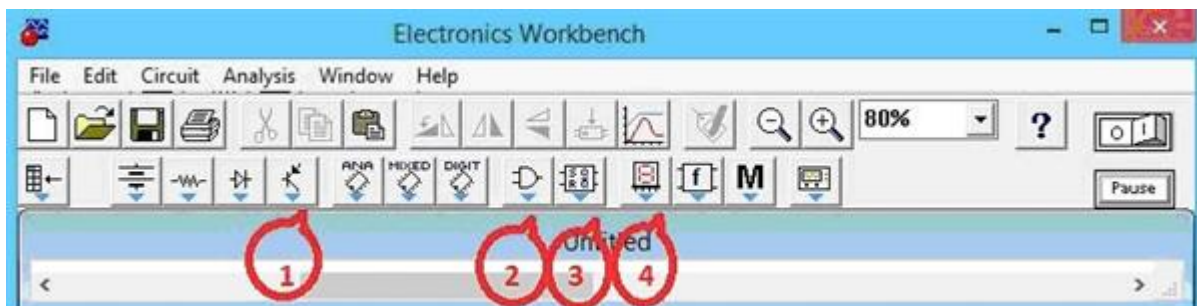 Electronics Workbench
File Edit Circuit Analysis Window Help
80% ? O I
ANA MIXED DIGIT f M Pause
Untitled
1 2 3 4